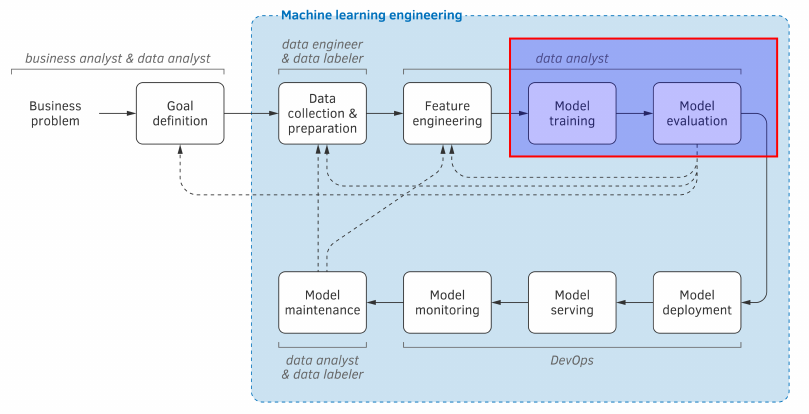 Machine learning engineering
business analyst & data analyst
data engineer
& data labeler
data analyst
Business
problem
Goal
definition
Data
collection &
preparation
Feature
engineering
Model
training
Model
evaluation
Model
maintenance
Model
monitoring
Model
serving
Model
deployment
data analyst
& data labeler
DevOps